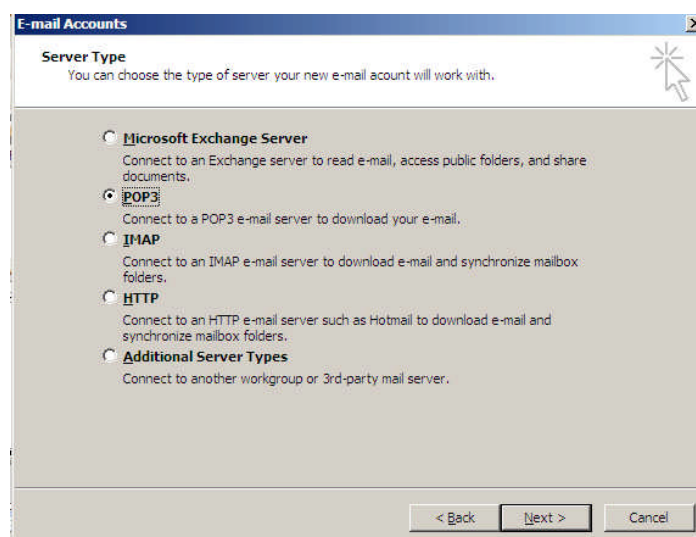 E-mail Accounts
Server Type
You can choose the type of server your new e-mail acount will work with.
Microsoft Exchange Server
Connect to an Exchange server to read e-mail, access public folders, and share
documents.
POP3
Connect to a POP3 e-mail server to download your e-mail.
IMAP
Connect to an IMAP e-mail server to download e-mail and synchronize mailbox
folders.
HTTP
Connect to an HTTP e-mail server such as Hotmail to download e-mail and
synchronize mailbox folders.
Additional Server Types
Connect to another workgroup or 3rd-party mail server.
< Back Next > Cancel